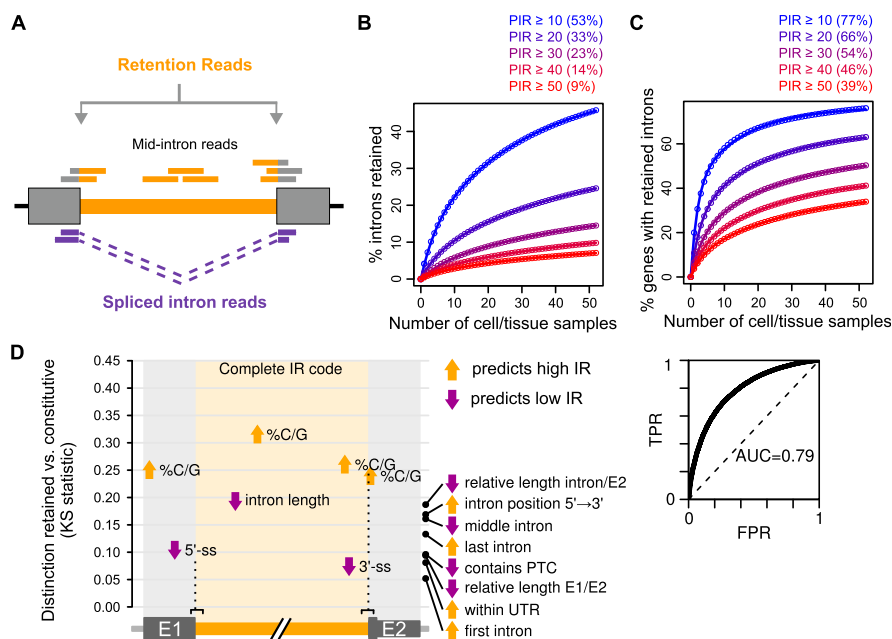 A
Retention Reads
Mid-intron reads
Spliced intron reads
B
PIR ≥ 10 (53%)
PIR ≥ 20 (33%)
PIR ≥ 30 (23%)
PIR ≥ 40 (14%)
PIR ≥ 50 (9%)
% introns retained
40
30
20
10
0
0 10 20 30 40 50
Number of cell/tissue samples
C
PIR ≥ 10 (77%)
PIR ≥ 20 (66%)
PIR ≥ 30 (54%)
PIR ≥ 40 (46%)
PIR ≥ 50 (39%)
% genes with retained introns
60
40
20
0
0 10 20 30 40 50
Number of cell/tissue samples
D
Distinction retained vs. constitutive
(KS statistic)
0.45
0.40
0.35
0.30
0.25
0.20
0.15
0.10
0.05
0.00
Complete IR code
%C/G
%C/G
%C/G
%C/G
intron length
5'-ss
3'-ss
E1
E2
predicts high IR
predicts low IR
relative length intron/E2
intron position 5'→3'
middle intron
last intron
contains PTC
relative length E1/E2
within UTR
first intron
TPR
1
0
AUC=0.79
0 1
FPR